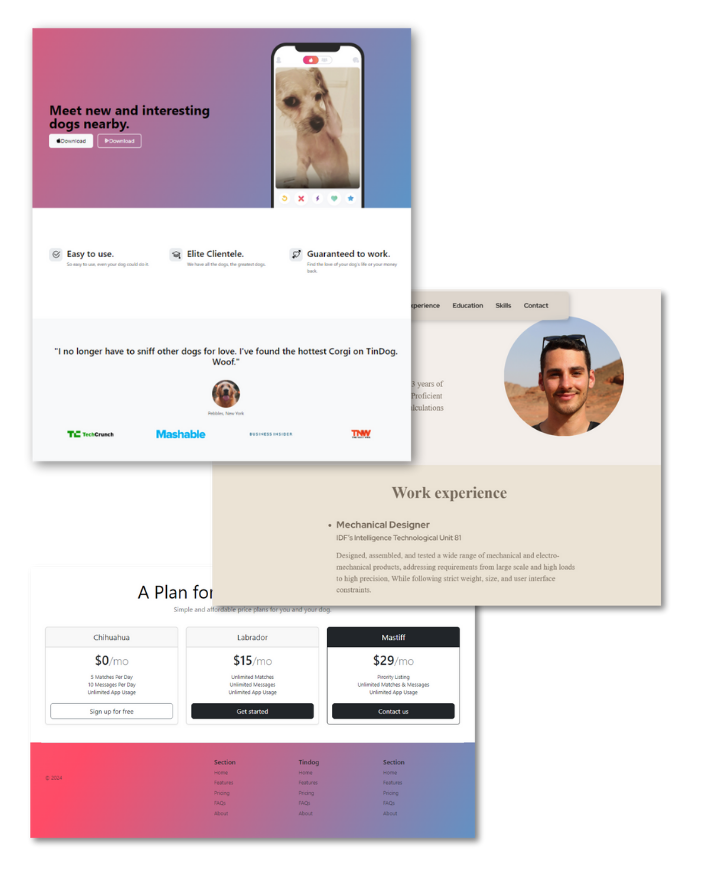 Meet new and interesting
dogs nearby.
Download
Download
Easy to use.
So easy to use, even your dog could do it.
Elite Clientele.
We have all the dogs, the greatest dogs.
Guaranteed to work.
Find the love of your dog's life or your money
back.
"I no longer have to sniff other dogs for love. I've found the hottest Corgi on TinDog.
Woof."
Pebbles, New York
TC TechCrunch
Mashable
BUSINESS INSIDER
TNW
perience
Education
Skills
Contact
3 years of
Proficient
lculations
Work experience
• Mechanical Designer
IDF's Intelligence Technological Unit 81
Designed, assembled, and tested a wide range of mechanical and electro-
mechanical products, addressing requirements from large scale and high loads
to high precision, While following strict weight, size, and user interface
constraints.
A Plan for
Simple and affordable price plans for you and your dog.
Chihuahua
$0/mo
5 Matches Per Day
10 Messages Per Day
Unlimited App Usage
Sign up for free
Labrador
$15/mo
Unlimited Matches
Unlimited Messages
Unlimited App Usage
Get started
Mastiff
$29/mo
Pirority Listing
Unlimited Matches & Messages
Unlimited App Usage
Contact us
© 2024
Section
Home
Features
Pricing
FAQs
About
Tindog
Home
Features
Pricing
FAQs
About
Section
Home
Features
Pricing
FAQs
About